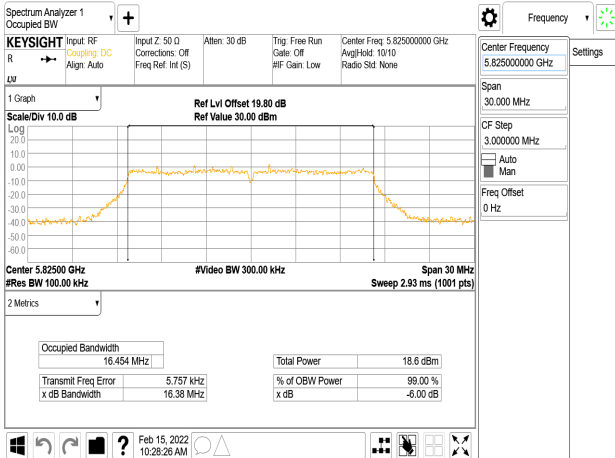 Spectrum Analyzer 1
Occupied BW
Frequency
KEYSIGHT
R
LXI
Input: RF
Coupling: DC
Align: Auto
Input Z: 50 Ω
Corrections: Off
Freq Ref: Int (S)
Atten: 30 dB
Trig: Free Run
Gate: Off
#IF Gain: Low
Center Freq: 5.825000000 GHz
Avg|Hold: 10/10
Radio Std: None
Center Frequency
5.825000000 GHz
Settings
Span
30.000 MHz
CF Step
3.000000 MHz
Auto
Man
Freq Offset
0 Hz
1 Graph
Scale/Div 10.0 dB
Ref Lvl Offset 19.80 dB
Ref Value 30.00 dBm
Log
20.0
10.0
0.00
-10.0
-20.0
-30.0
-40.0
-50.0
-60.0
Center 5.82500 GHz
#Res BW 100.00 kHz
#Video BW 300.00 kHz
Span 30 MHz
Sweep 2.93 ms (1001 pts)
2 Metrics
Occupied Bandwidth
16.454 MHz
Total Power 18.6 dBm
Transmit Freq Error 5.757 kHz
% of OBW Power 99.00 %
x dB Bandwidth 16.38 MHz
x dB -6.00 dB
?
Feb 15, 2022
10:28:26 AM